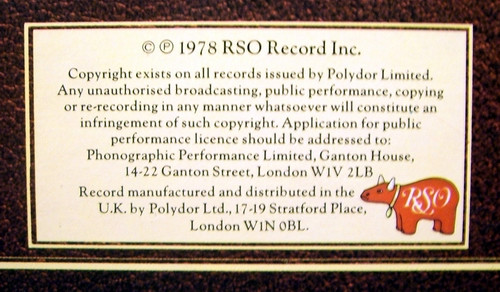 © ℗ 1978 RSO Record Inc.
Copyright exists on all records issued by Polydor Limited.
Any unauthorised broadcasting, public performance, copying
or re-recording in any manner whatsoever will constitute an
infringement of such copyright. Application for public
performance licence should be addressed to:
Phonographic Performance Limited, Ganton House,
14-22 Ganton Street, London W1V 2LB
Record manufactured and distributed in the
U.K. by Polydor Ltd., 17-19 Stratford Place,
London W1N 0BL.
RSO